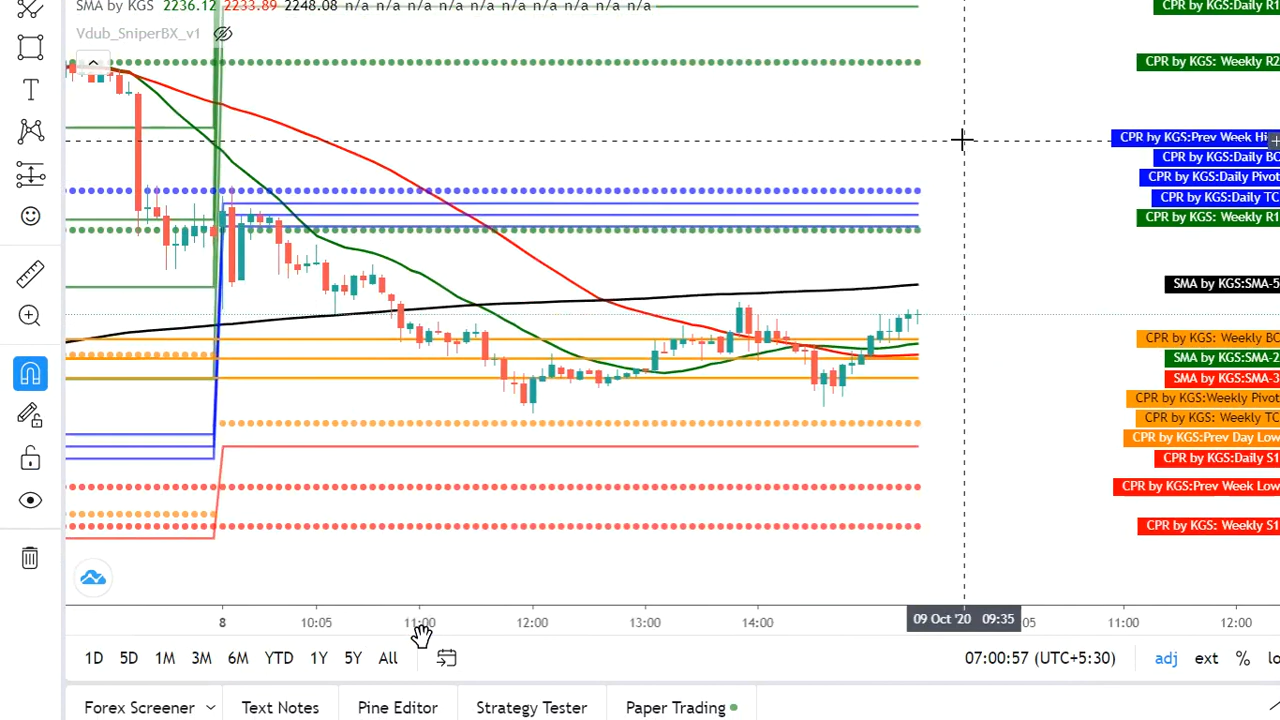 SMA by KGS 2236.12 2233.89 2248.08 n/a n/a n/a n/a n/a n/a n/a n/a n/a n/a
Vdub_SniperBX_v1
CPR by KGS:Daily R1
CPR by KGS: Weekly R2
CPR by KGS:Prev Week Hi
CPR by KGS:Daily BC
CPR by KGS:Daily Pivot
CPR by KGS:Daily TC
CPR by KGS: Weekly R1
SMA by KGS:SMA-5
CPR by KGS: Weekly BC
SMA by KGS:SMA-2
SMA by KGS:SMA-3
CPR by KGS:Weekly Pivot
CPR by KGS: Weekly TC
CPR by KGS:Prev Day Low
CPR by KGS:Daily S1
CPR by KGS:Prev Week Low
CPR by KGS: Weekly S1
8 10:05 11:00 12:00 13:00 14:00 09 Oct '20 09:35 05 11:00 12:00
1D 5D 1M 3M 6M YTD 1Y 5Y All 07:00:57 (UTC+5:30) adj ext % lo
Forex Screener Text Notes Pine Editor Strategy Tester Paper Trading